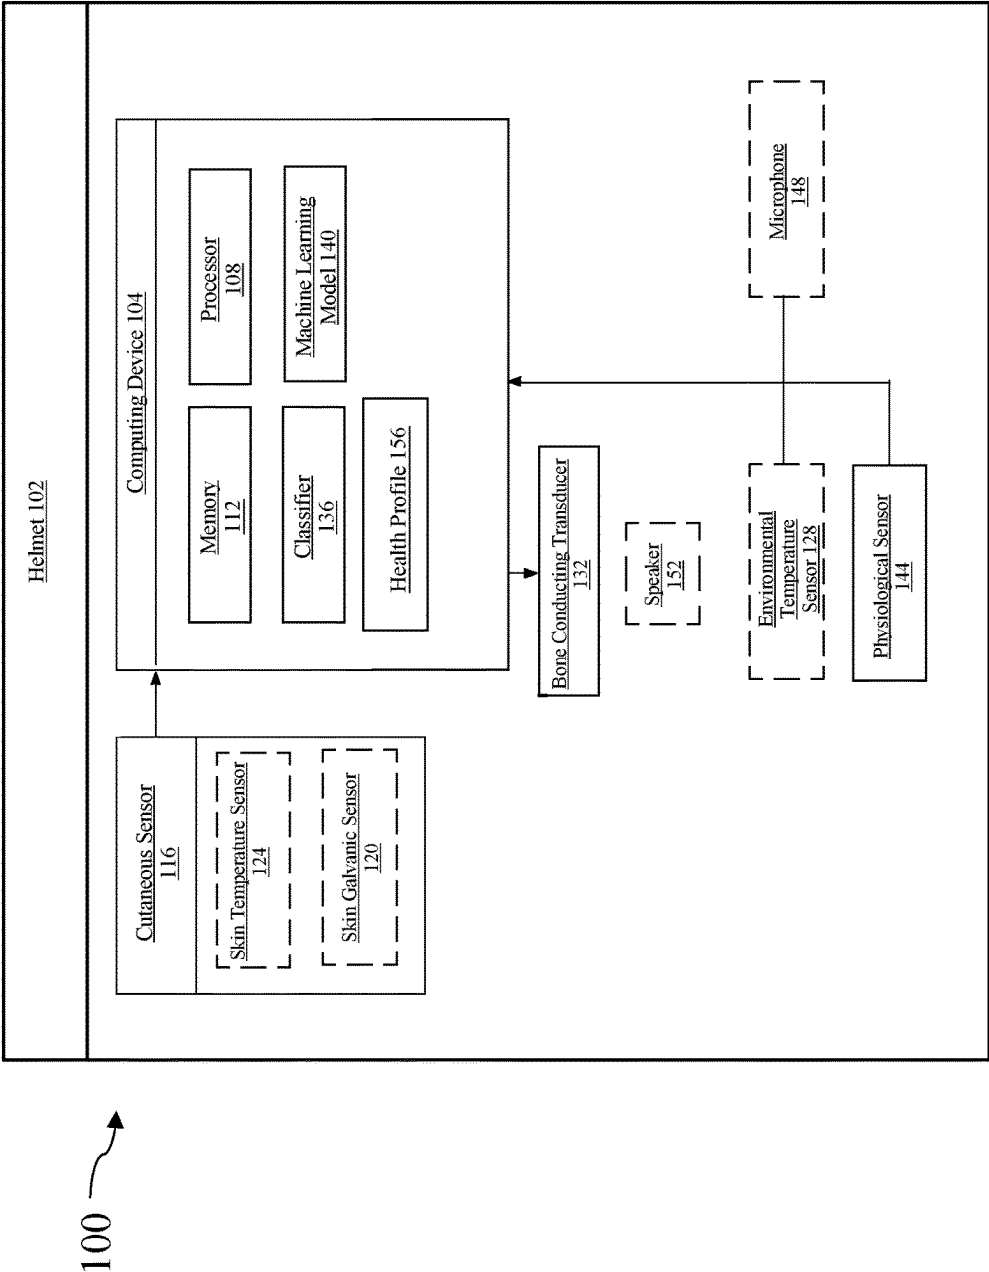 100
Helmet 102
Cutaneous Sensor
116
Skin Temperature Sensor
124
Skin Galvanic Sensor
120
Computing Device 104
Memory
112
Processor
108
Classifier
136
Machine Learning
Model 140
Health Profile 156
Bone Conducting Transducer
132
Speaker
152
Environmental
Temperature
Sensor 128
Microphone
148
Physiological Sensor
144